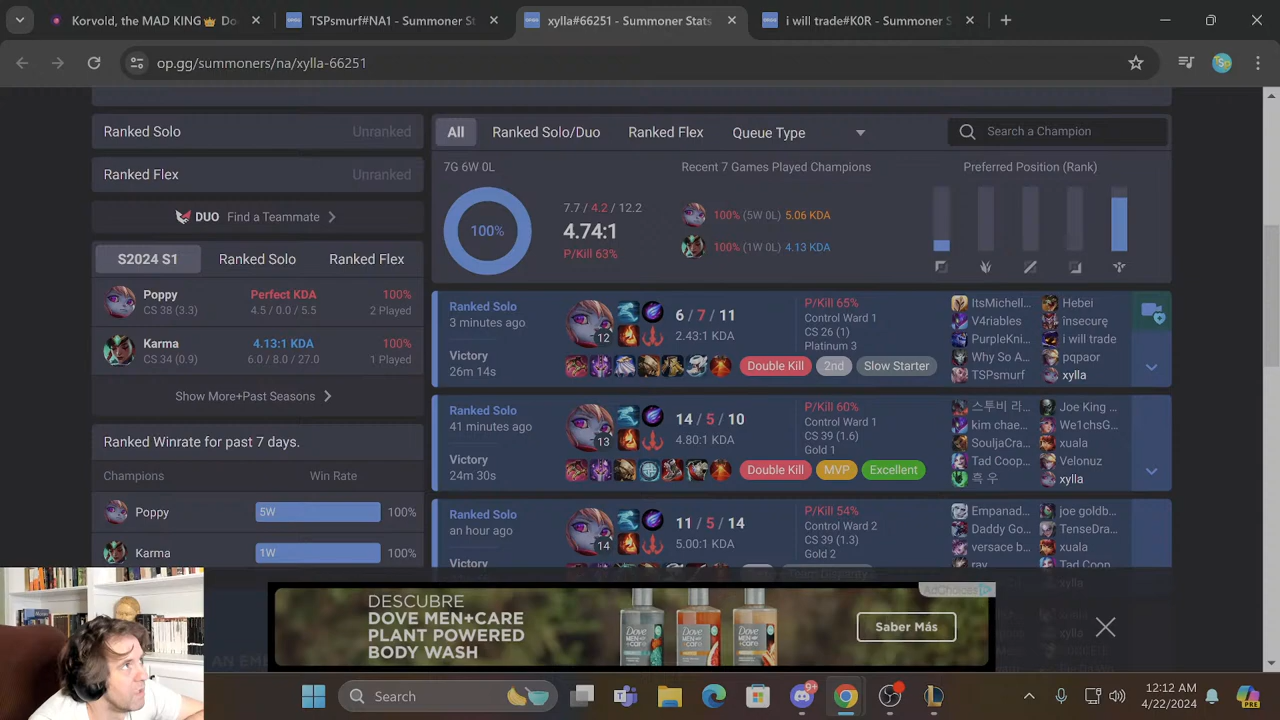 Korvoid, the MAD KING👑 Do
TSPsmurf#NA1 - Summoner St
xylla#66251 - Summoner Stats
i will trade#K0R - Summoner S
op.gg/summoners/na/xylla-66251
Ranked Solo Unranked
Ranked Flex Unranked
DUO Find a Teammate
S2024 S1 Ranked Solo Ranked Flex
Poppy Perfect KDA 100%
CS 38 (3.3) 4.5 / 0.0 / 5.5 2 Played
Karma 4.13:1 KDA 100%
CS 34 (0.9) 6.0 / 8.0 / 27.0 1 Played
Show More+Past Seasons
Ranked Winrate for past 7 days.
Champions Win Rate
Poppy 5W 100%
Karma 1W 100%
All Ranked Solo/Duo Ranked Flex Queue Type Search a Champion
7G 6W 0L Recent 7 Games Played Champions Preferred Position (Rank)
100%
7.7 / 4.2 / 12.2
4.74:1
P/Kill 63%
100% (5W 0L) 5.06 KDA
100% (1W 0L) 4.13 KDA
Ranked Solo
3 minutes ago
Victory
26m 14s
12
6 / 7 / 11
2.43:1 KDA
P/Kill 65%
Control Ward 1
CS 26 (1)
Platinum 3
Double Kill 2nd Slow Starter
ItsMichell... Hebei
V4riables însecurę
PurpleKni... i will trade
Why So A... pqpaor
TSPsmurf xylla
Ranked Solo
41 minutes ago
Victory
24m 30s
13
14 / 5 / 10
4.80:1 KDA
P/Kill 60%
Control Ward 1
CS 39 (1.6)
Gold 1
Double Kill MVP Excellent
스투비 리... Joe King ...
kim chae... We1chsG...
SouljaCra... xuala
Tad Coop... Velonuz
흑 우 xylla
Ranked Solo
an hour ago
Victory
14
11 / 5 / 14
5.00:1 KDA
P/Kill 54%
Control Ward 2
CS 39 (1.3)
Gold 2
Empanad... joe goldb...
Daddy Go... TenseDra...
versace b... xuala
ray Tad Coop...
xylla
AdChoices
DESCUBRE
DOVE MEN+CARE
PLANT POWERED
BODY WASH
Saber Más
Search
9+
12:12 AM
4/22/2024
PRE